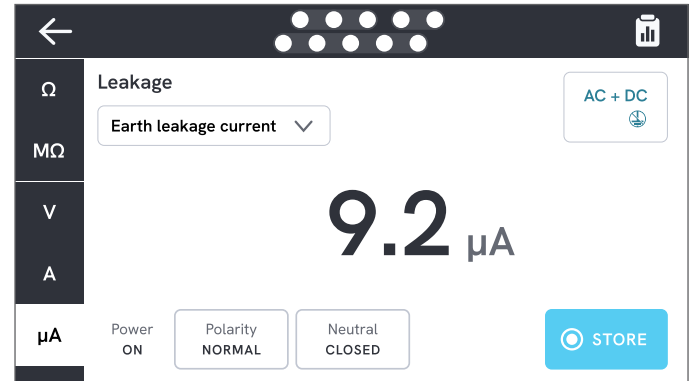 Leakage
Earth leakage current
AC + DC
Ω
MΩ
V
A
µA
9.2 µA
Power
ON
Polarity
NORMAL
Neutral
CLOSED
STORE